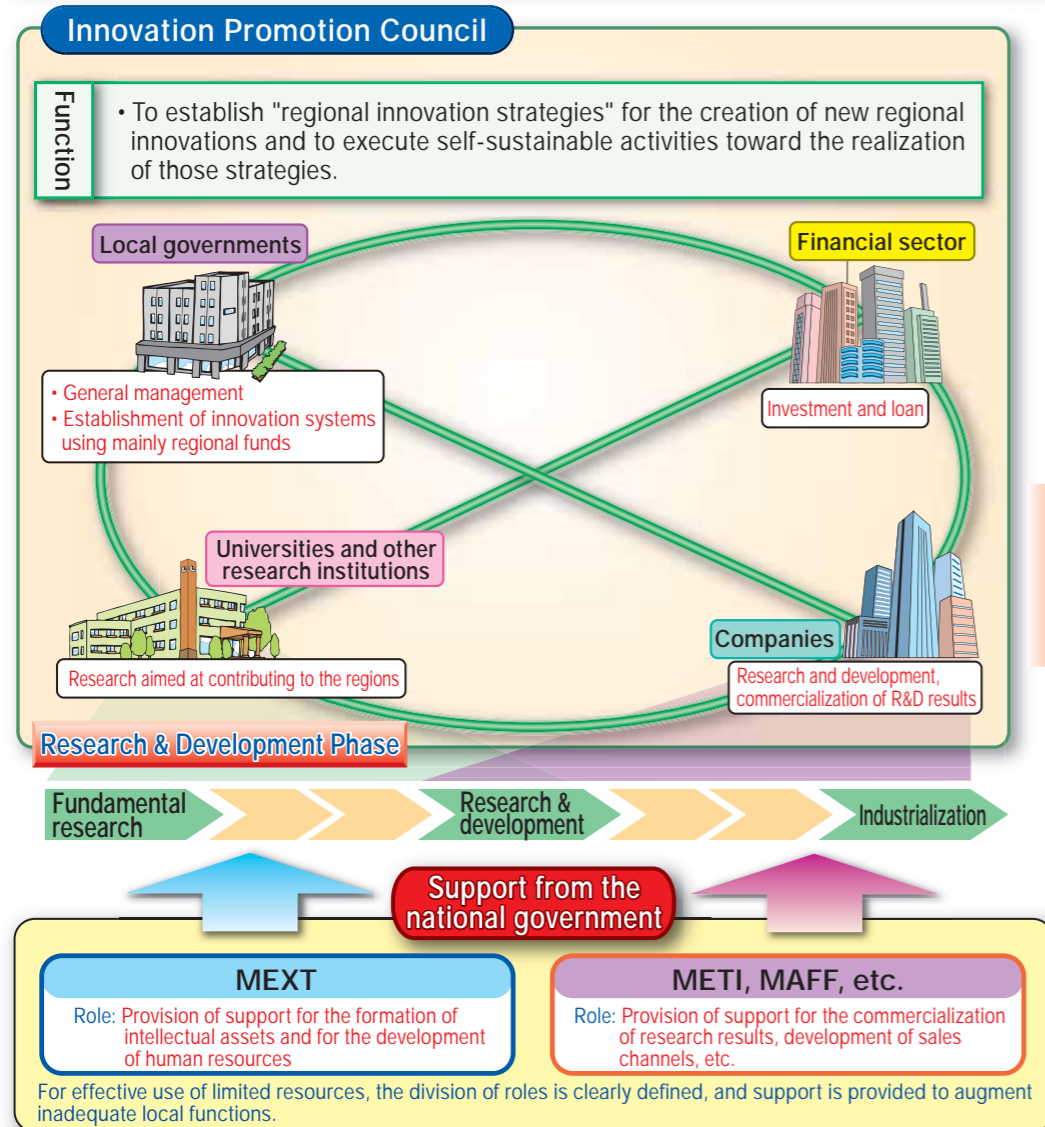 Innovation Promotion Council
Function
• To establish "regional innovation strategies" for the creation of new regional
innovations and to execute self-sustainable activities toward the realization
of those strategies.
Local governments
• General management
• Establishment of innovation systems
using mainly regional funds
Financial sector
Investment and loan
Universities and other
research institutions
Research aimed at contributing to the regions
Companies
Research and development,
commercialization of R&D results
Research & Development Phase
Fundamental
research
Research &
development
Industrialization
Support from the
national government
MEXT
Role: Provision of support for the formation of
intellectual assets and for the development
of human resources
METI, MAFF, etc.
Role: Provision of support for the commercialization
of research results, development of sales
channels, etc.
For effective use of limited resources, the division of roles is clearly defined, and support is provided to augment
inadequate local functions.